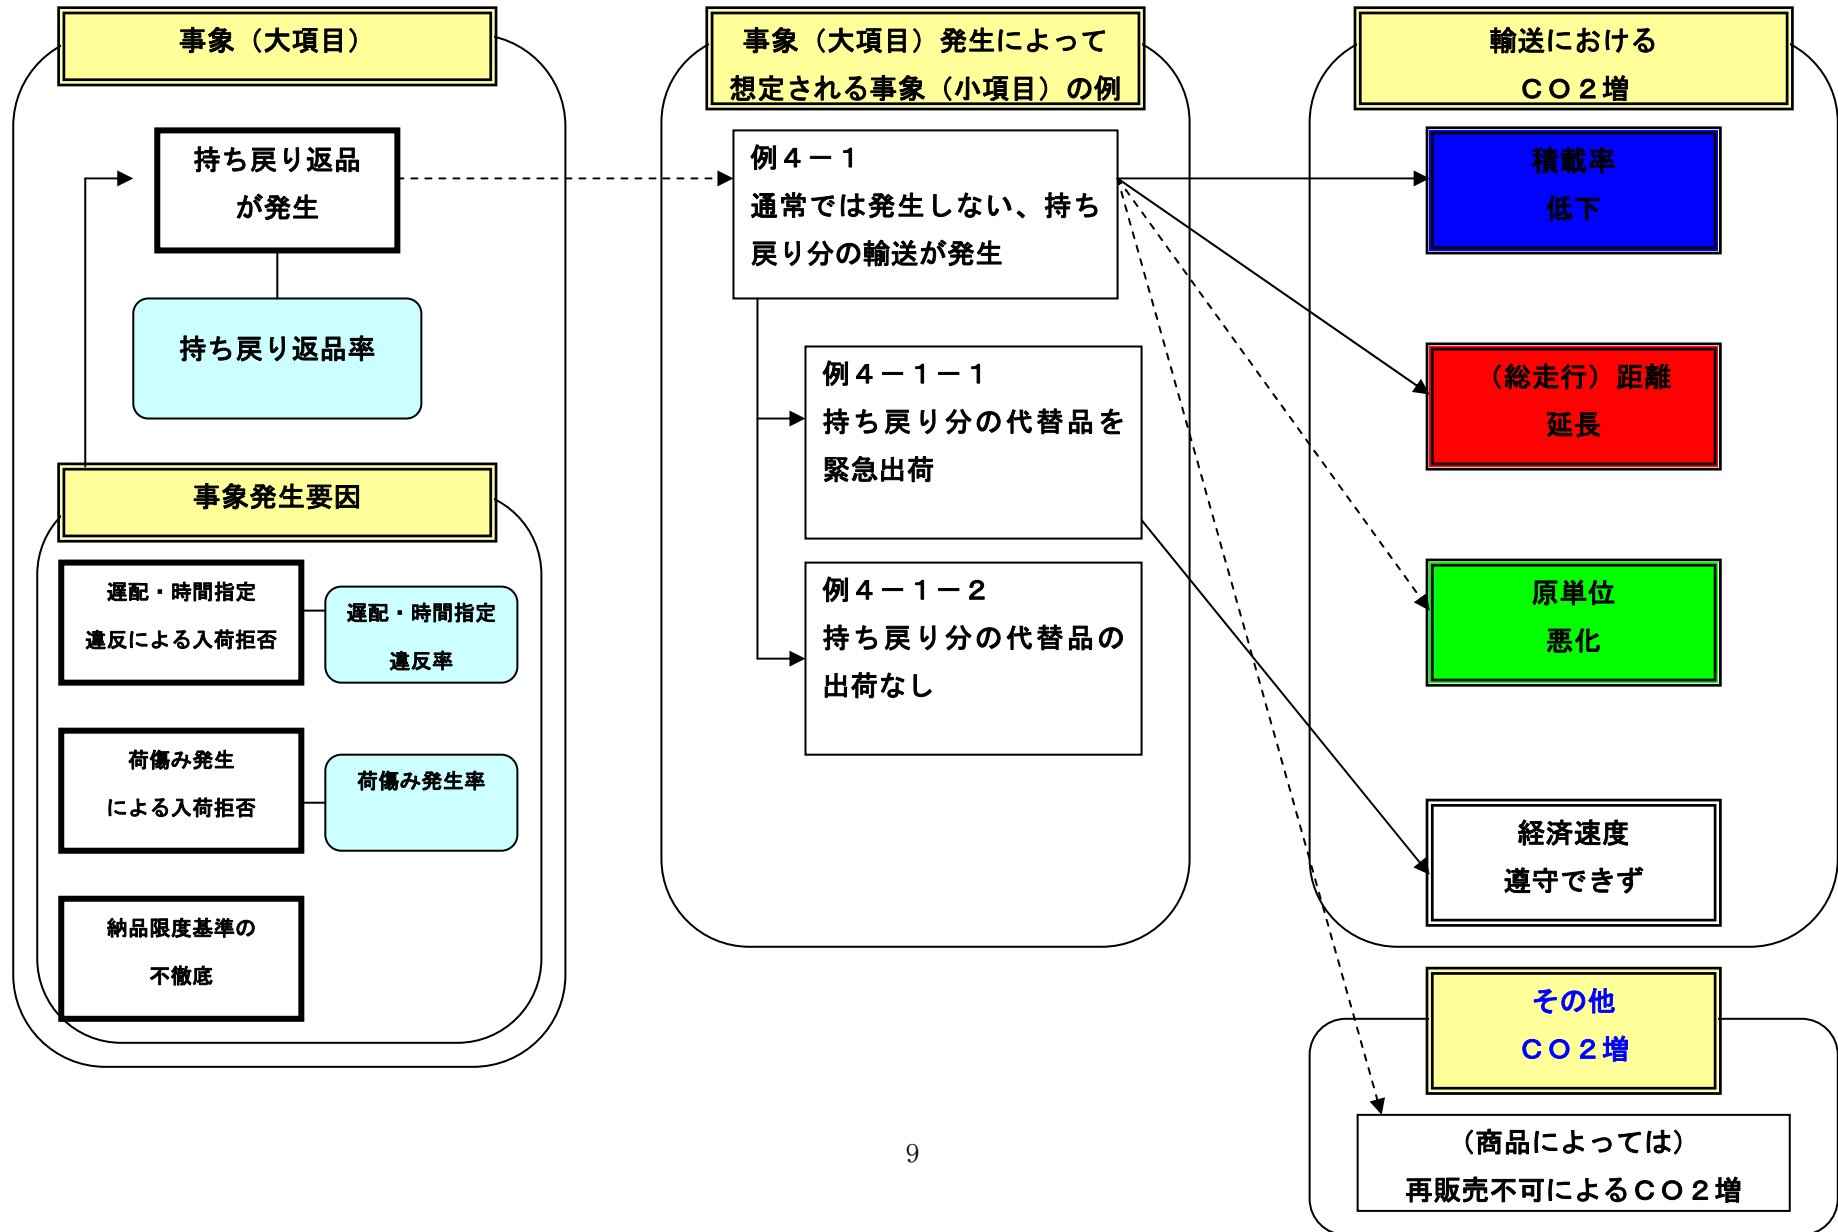 事象（大項目）
持ち戻り返品
が発生
持ち戻り返品率
事象発生要因
遅配・時間指定
違反による入荷拒否
遅配・時間指定
違反率
荷傷み発生
による入荷拒否
荷傷み発生率
納品限度基準の
不徹底
事象（大項目）発生によって
想定される事象（小項目）の例
例４－１
通常では発生しない、持ち
戻り分の輸送が発生
例４－１－１
持ち戻り分の代替品を
緊急出荷
例４－１－２
持ち戻り分の代替品の
出荷なし
輸送における
ＣＯ２増
積載率
低下
（総走行）距離
延長
原単位
悪化
経済速度
遵守できず
その他
ＣＯ２増
（商品によっては）
再販売不可によるＣＯ２増
9